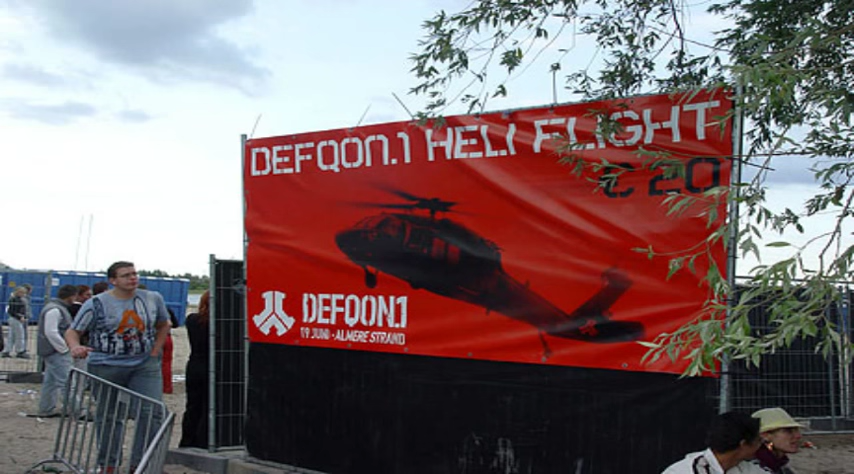 DEFQON.1 HELI FLIGHT
€ 20
DEFQON.1
19 JUNI - ALMERE STRAND